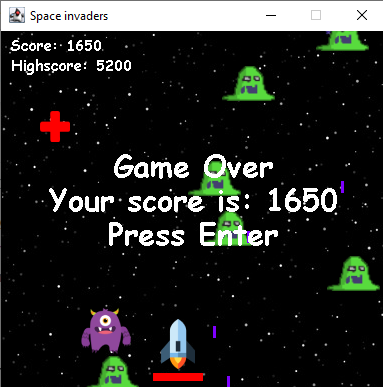 Space invaders
Score: 1650
Highscore: 5200
Game Over
Your score is: 1650
Press Enter